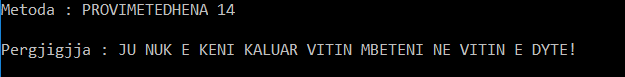 Metoda : PROVIMETEDHENA 14
Pergjigjja : JU NUK E KENI KALUAR VITIN MBETENI NE VITIN E DYTE!